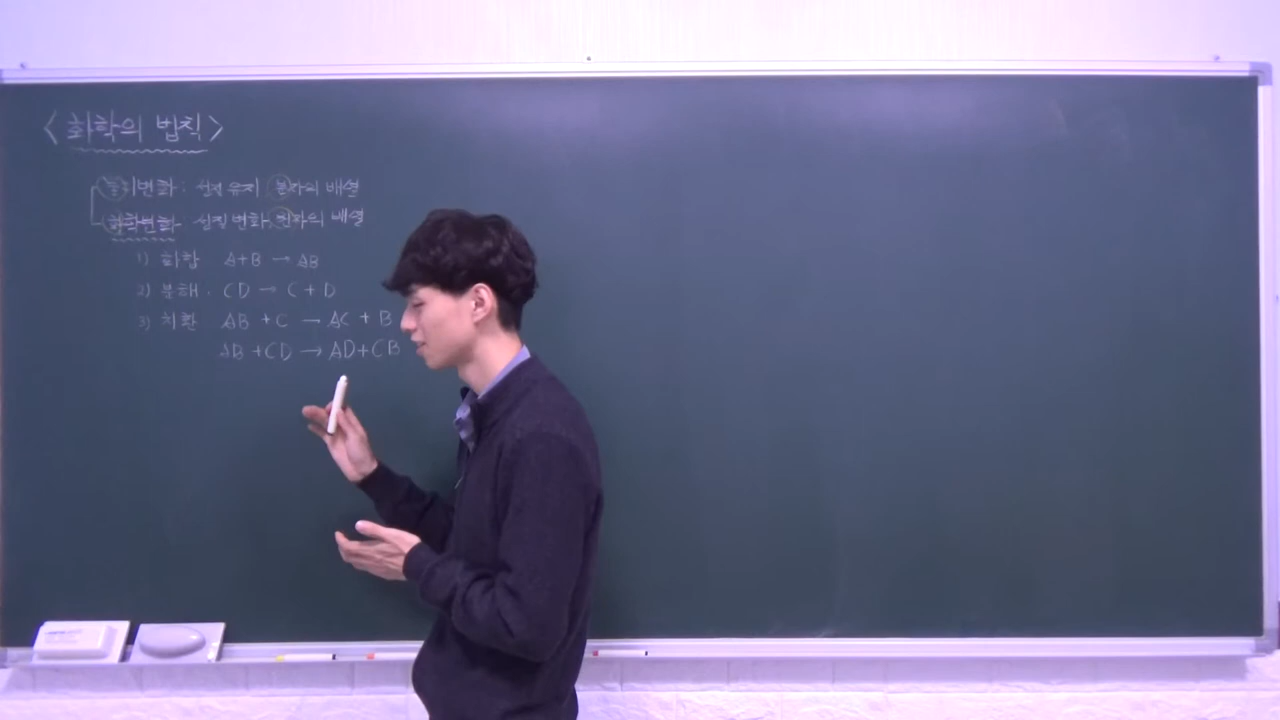 <화학의 법칙>
물리변화 : 성질 유지 분자의 배열
화학변화 : 성질 변화 원자의 배열
1) 화합 A+B → AB
2) 분해. CD → C + D
3) 치환 AB + C → AC + B
AB + CD → AD+CB